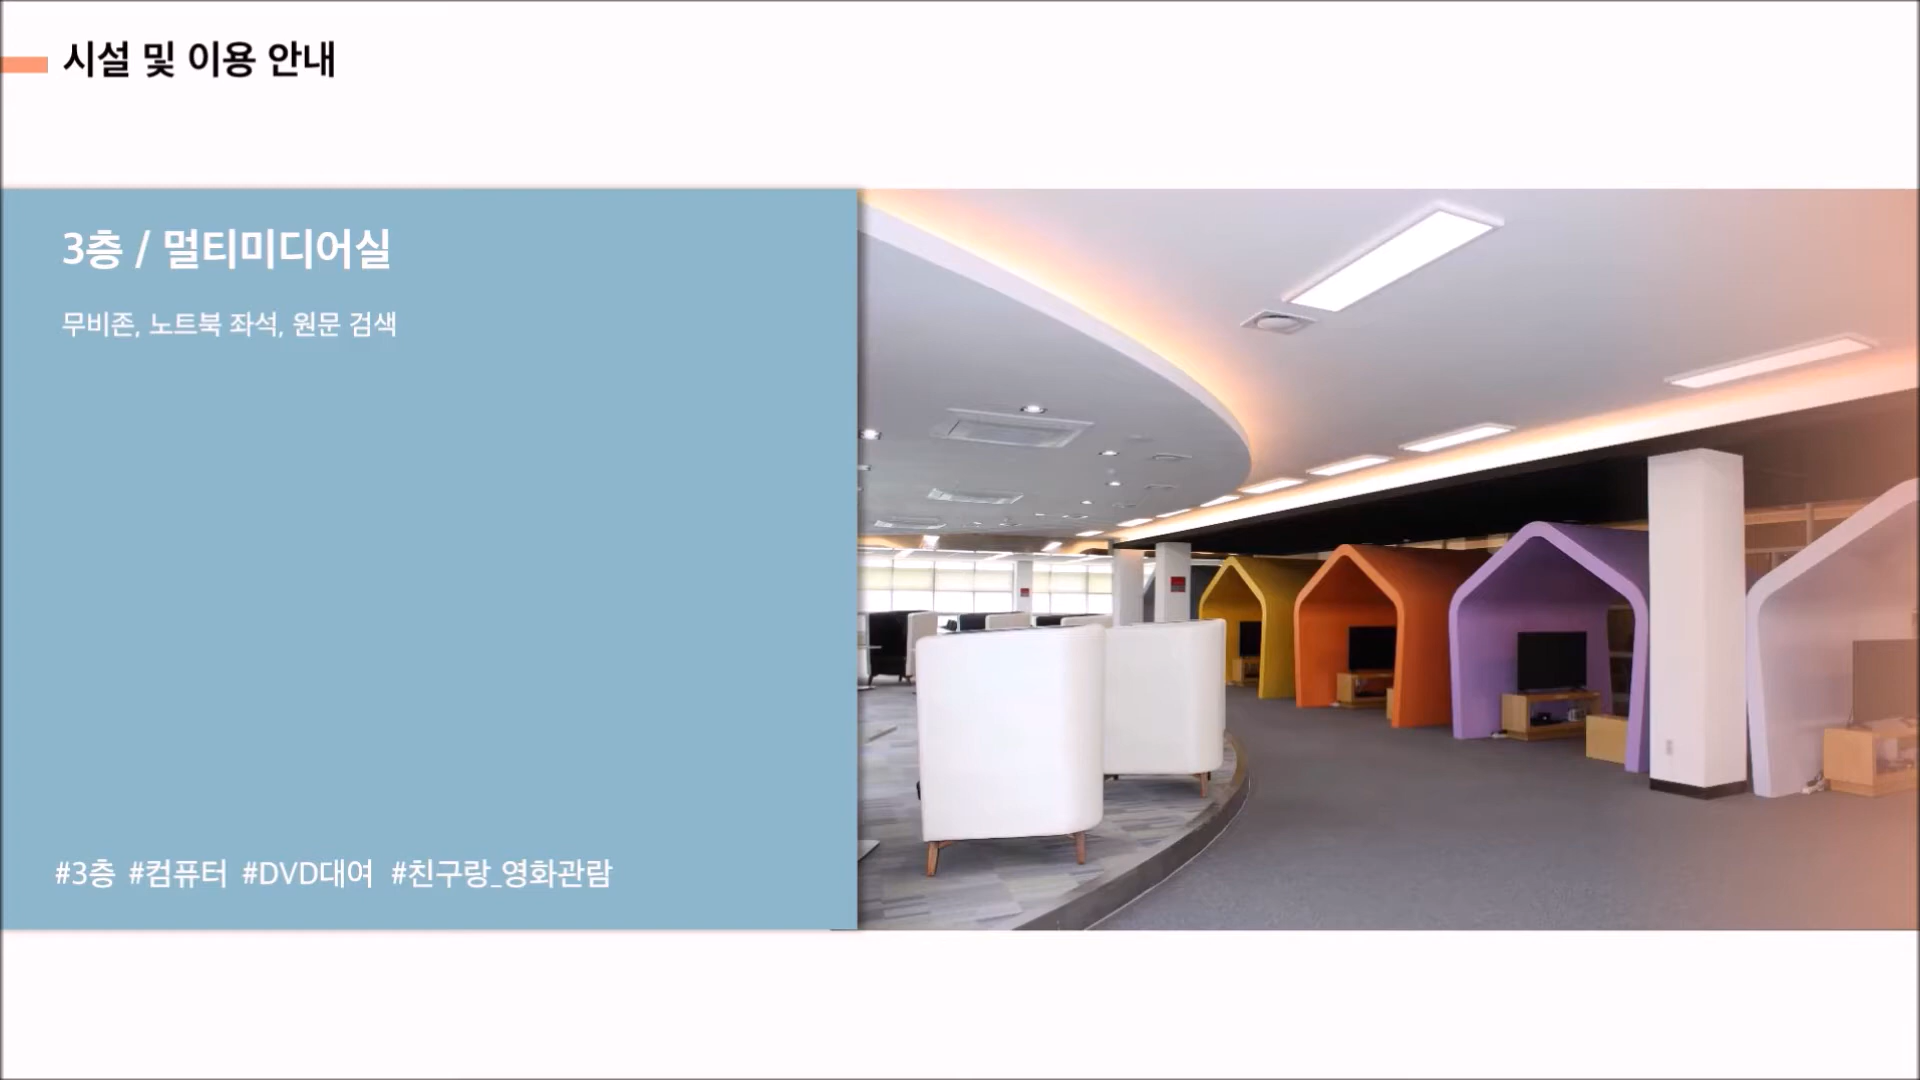 시설 및 이용 안내
3층 / 멀티미디어실
무비존, 노트북 좌석, 원문 검색
#3층 #컴퓨터 #DVD대여 #친구랑_영화관람